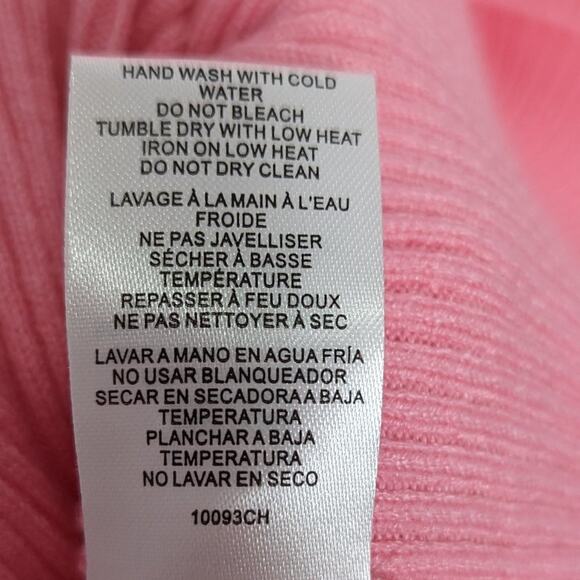 HAND WASH WITH COLD
WATER
DO NOT BLEACH
TUMBLE DRY WITH LOW HEAT
IRON ON LOW HEAT
DO NOT DRY CLEAN
LAVAGE À LA MAIN À L'EAU
FROIDE
NE PAS JAVELLISER
SÉCHER À BASSE
TEMPÉRATURE
REPASSER À FEU DOUX
NE PAS NETTOYER À SEC
LAVAR A MANO EN AGUA FRÍA
NO USAR BLANQUEADOR
SECAR EN SECADORA A BAJA
TEMPERATURA
PLANCHAR A BAJA
TEMPERATURA
NO LAVAR EN SECO
10093CH